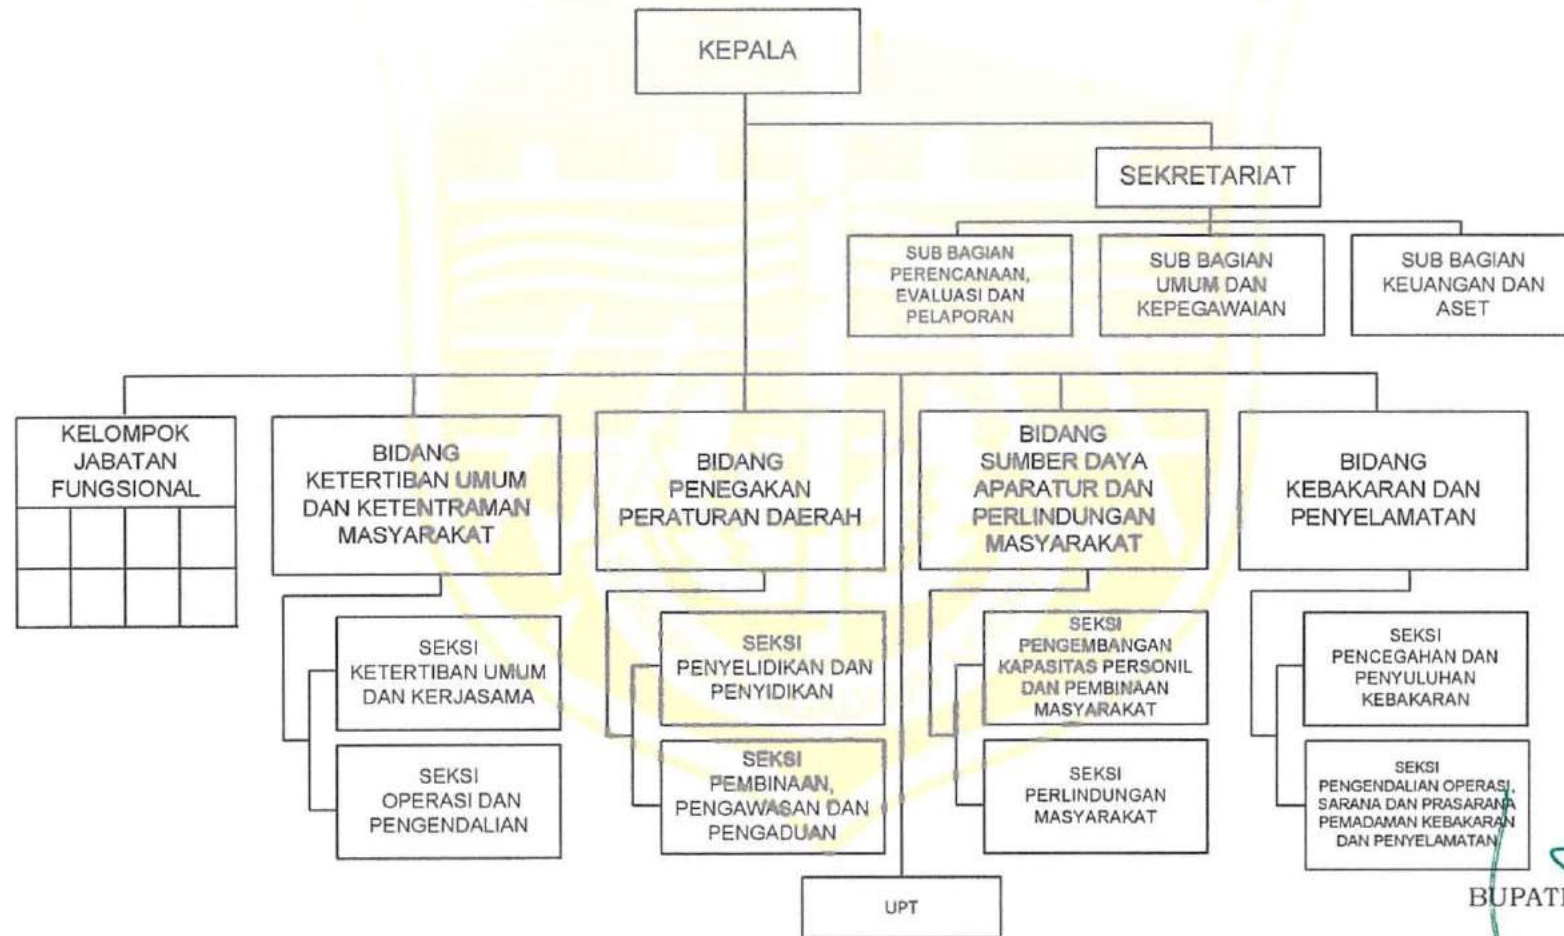 KEPALA
SEKRETARIAT
SUB BAGIAN
PERENCANAAN,
EVALUASI DAN
PELAPORAN
SUB BAGIAN
UMUM DAN
KEPEGAWAIAN
SUB BAGIAN
KEUANGAN DAN
ASET
KELOMPOK
JABATAN
FUNGSIONAL
BIDANG
KETERTIBAN UMUM
DAN KETENTRAMAN
MASYARAKAT
BIDANG
PENEGAKAN
PERATURAN DAERAH
BIDANG
SUMBER DAYA
APARATUR DAN
PERLINDUNGAN
MASYARAKAT
BIDANG
KEBAKARAN DAN
PENYELAMATAN
SEKSI
KETERTIBAN UMUM
DAN KERJASAMA
SEKSI
PENYELIDIKAN DAN
PENYIDIKAN
SEKSI
PENGEMBANGAN
KAPASITAS PERSONIL
DAN PEMBINAAN
MASYARAKAT
SEKSI
PENCEGAHAN DAN
PENYULUHAN
KEBAKARAN
SEKSI
OPERASI DAN
PENGENDALIAN
SEKSI
PEMBINAAN,
PENGAWASAN DAN
PENGADUAN
SEKSI
PERLINDUNGAN
MASYARAKAT
SEKSI
PENGENDALIAN OPERASI,
SARANA DAN PRASARANA
PEMADAMAN KEBAKARAN
DAN PENYELAMATAN
UPT
BUPATI